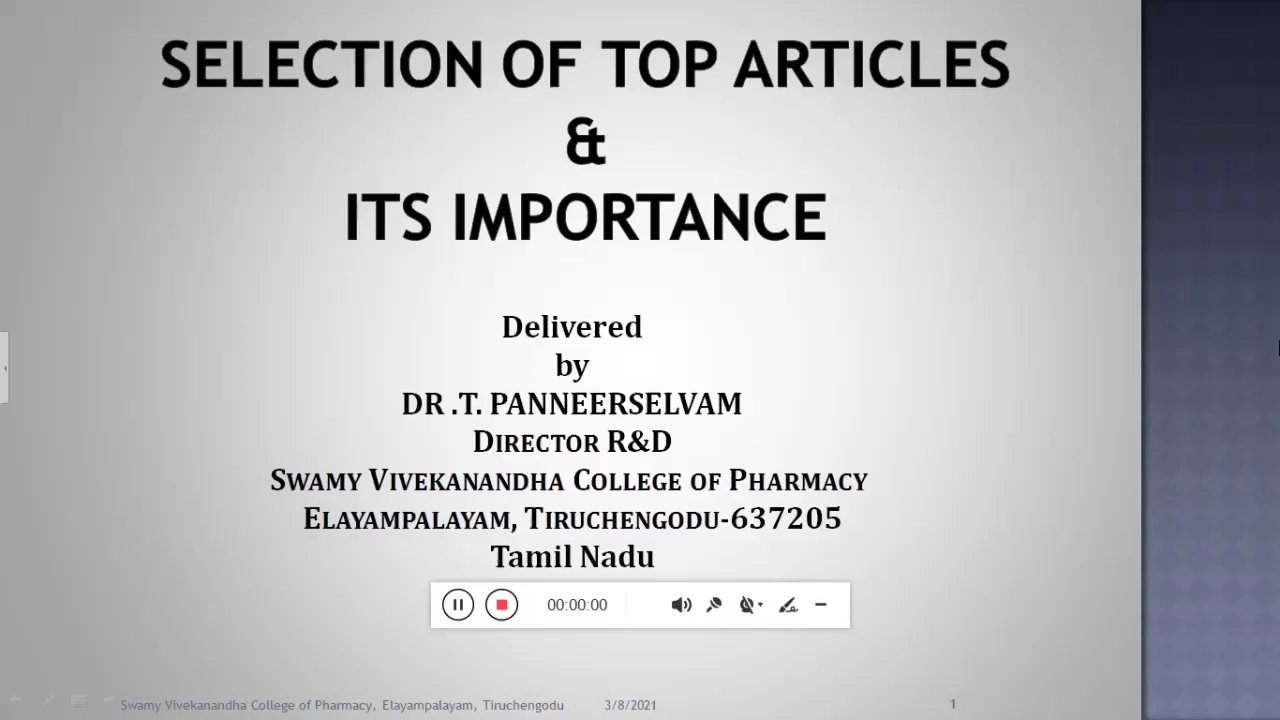 SELECTION OF TOP ARTICLES
&
ITS IMPORTANCE
Delivered
by
DR .T. PANNEERSELVAM
DIRECTOR R&D
SWAMY VIVEKANANDHA COLLEGE OF PHARMACY
ELAYAMPALAYAM, TIRUCHENGODU-637205
Tamil Nadu
00:00:00
Swamy Vivekanandha College of Pharmacy, Elayampalayam, Tiruchengodu 3/8/2021 1